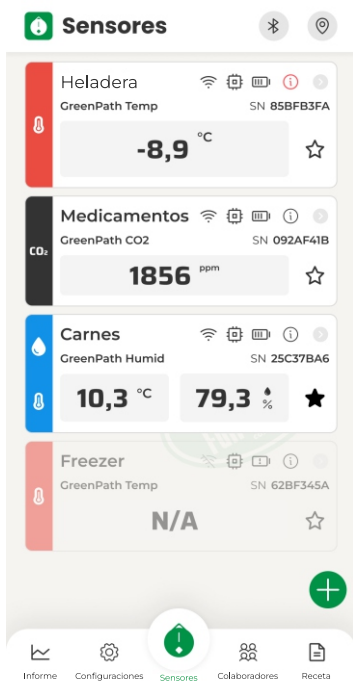 Sensores
Heladera
GreenPath Temp SN 85BFB3FA
-8,9 °C
Medicamentos
GreenPath CO2 SN 092AF41B
CO₂
1856 ppm
Carnes
GreenPath Humid SN 25C37BA6
10,3 °C 79,3 %
Freezer
GreenPath Temp SN 62BF345A
N/A
Informe Configuraciones Sensores Colaboradores Receta